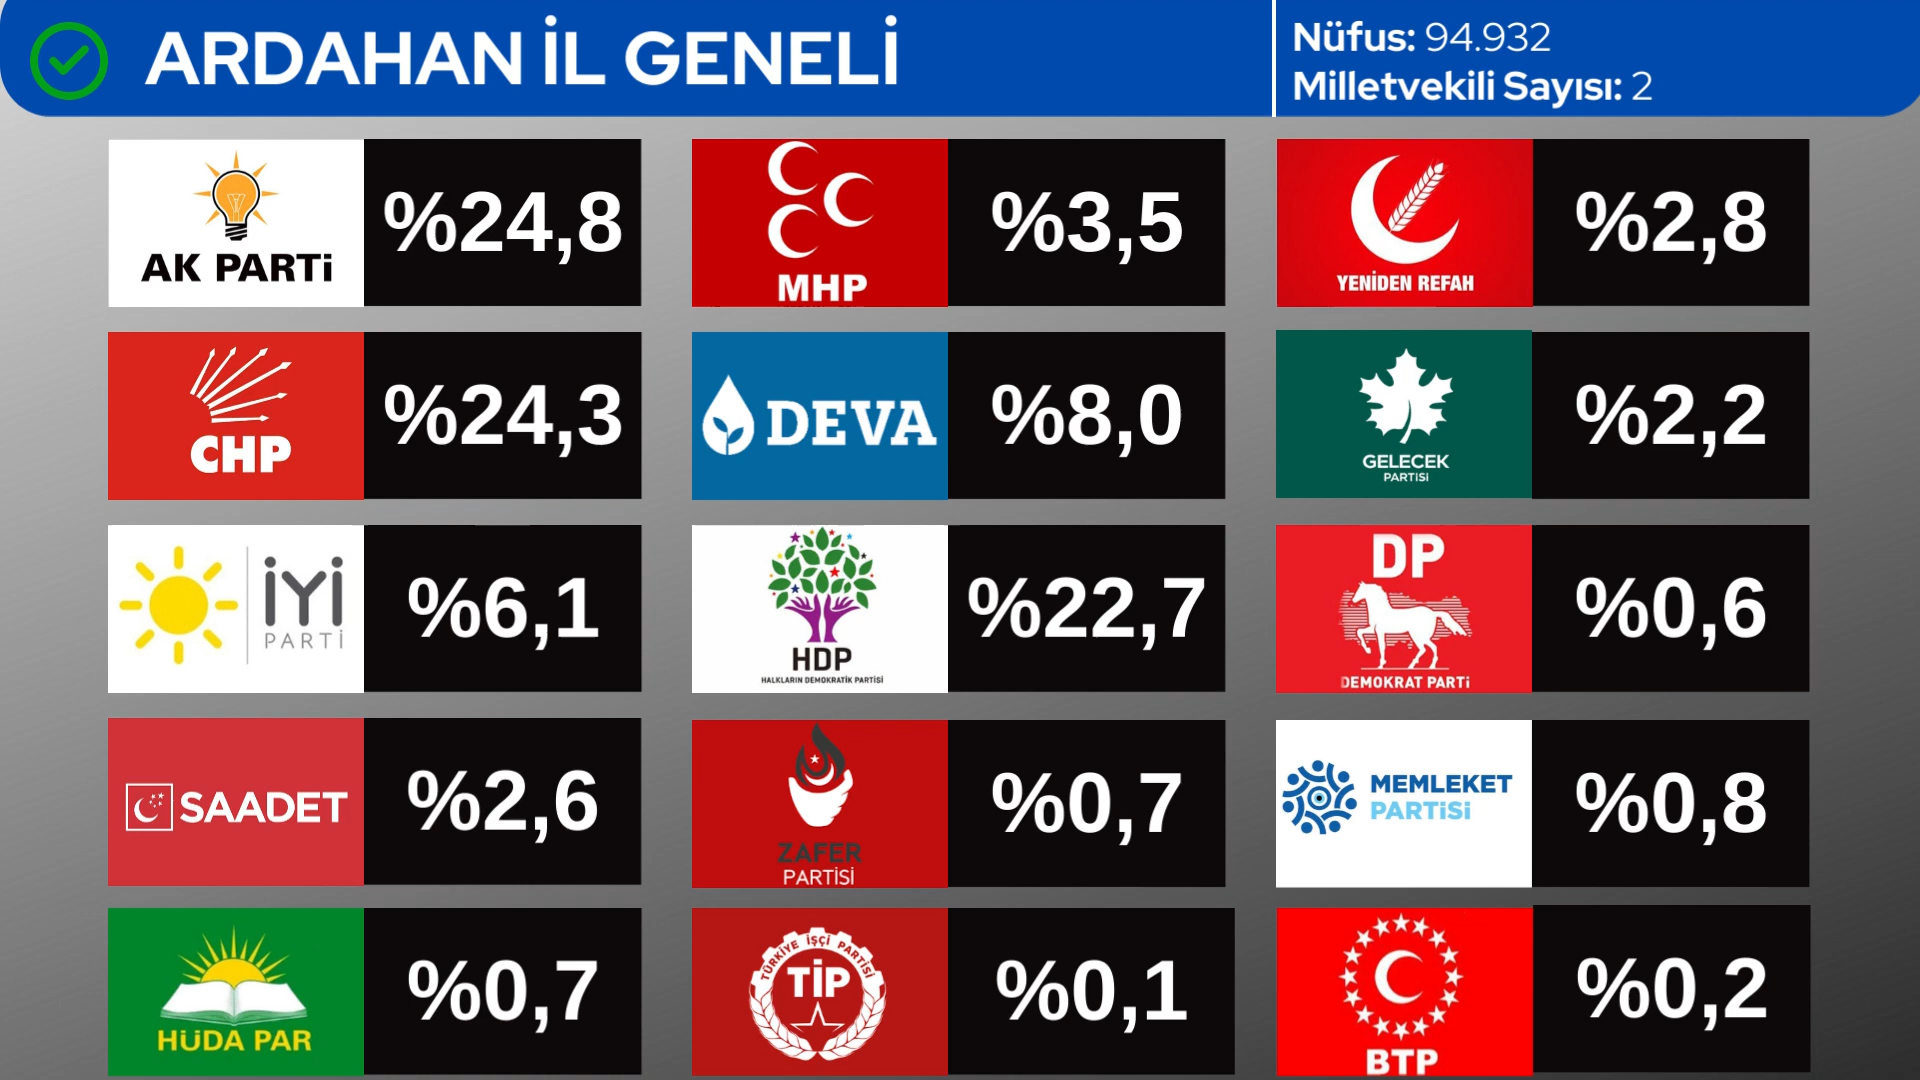 ARDAHAN İL GENELİ
Nüfus: 94.932
Milletvekili Sayısı: 2
AK PARTi
%24,8
MHP
%3,5
YENİDEN REFAH
%2,8
CHP
%24,3
DEVA
%8,0
GELECEK
PARTİSİ
%2,2
İYİ
PARTİ
%6,1
HDP
HALKLARIN DEMOKRATİK PARTİSİ
%22,7
DP
DEMOKRAT PARTi
%0,6
SAADET
%2,6
ZAFER
PARTİSİ
%0,7
MEMLEKET
PARTiSi
%0,8
HÜDA PAR
%0,7
TÜRKİYE İŞÇİ PARTİSİ
TİP
%0,1
BTP
%0,2